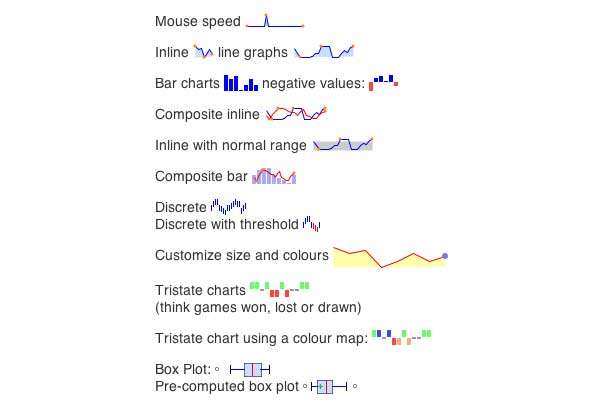 Mouse speed
Inline line graphs
Bar charts negative values:
Composite inline
Inline with normal range
Composite bar
Discrete
Discrete with threshold
Customize size and colours
Tristate charts
(think games won, lost or drawn)
Tristate chart using a colour map:
Box Plot:
Pre-computed box plot